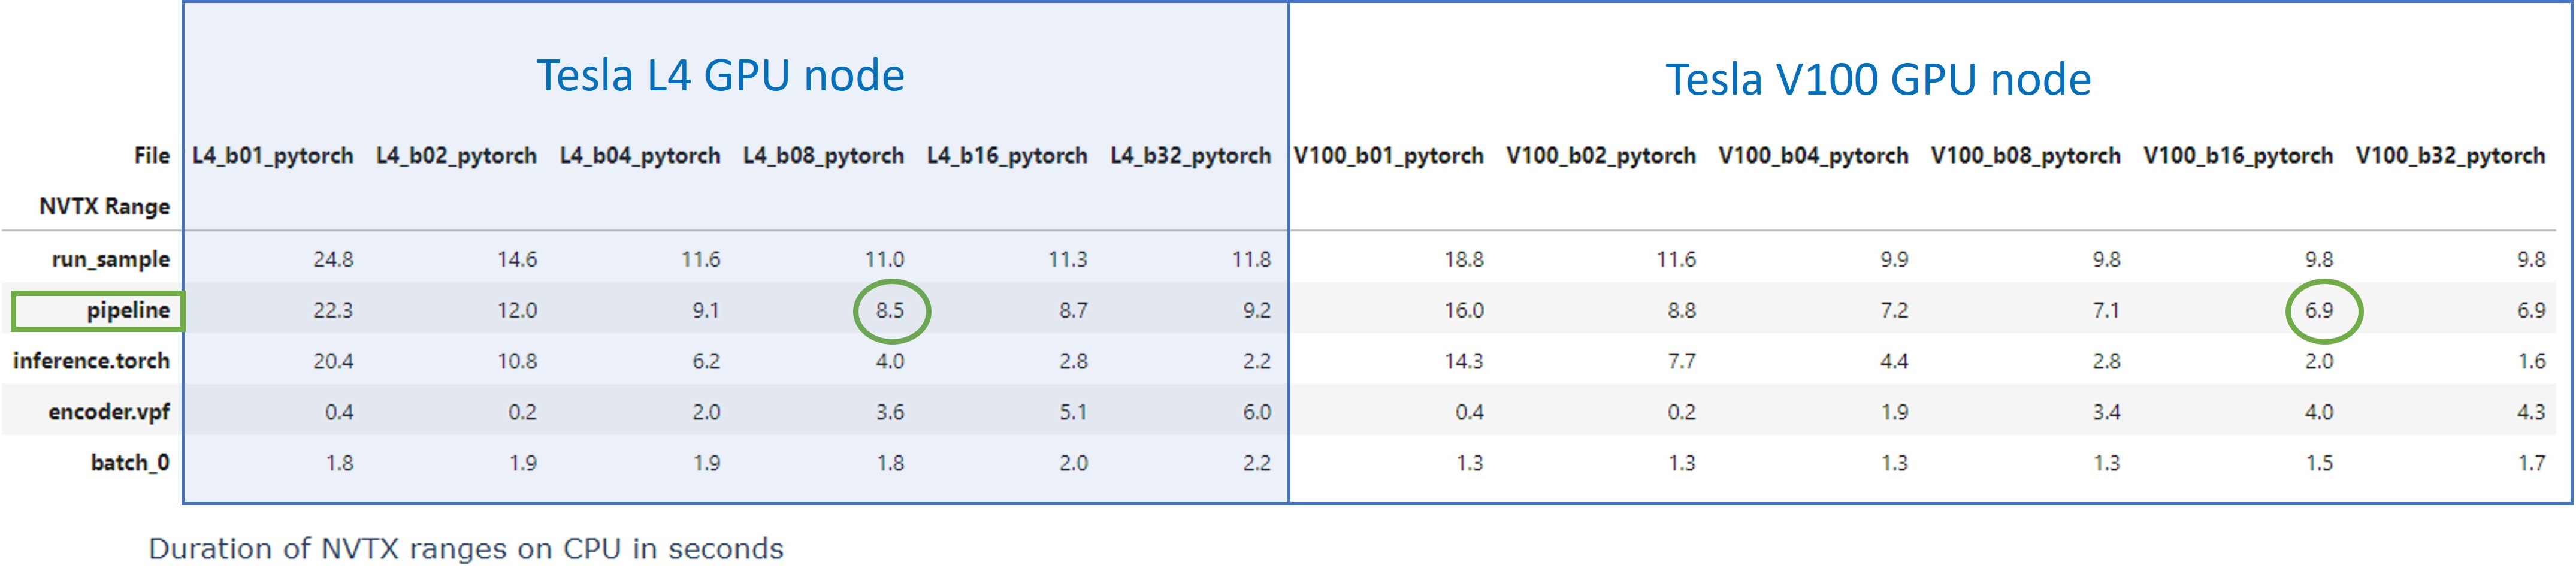 Tesla L4 GPU node Tesla V100 GPU node
File L4_b01_pytorch L4_b02_pytorch L4_b04_pytorch L4_b08_pytorch L4_b16_pytorch L4_b32_pytorch V100_b01_pytorch V100_b02_pytorch V100_b04_pytorch V100_b08_pytorch V100_b16_pytorch V100_b32_pytorch
NVTX Range
run_sample 24.8 14.6 11.6 11.0 11.3 11.8 18.8 11.6 9.9 9.8 9.8 9.8
pipeline 22.3 12.0 9.1 8.5 8.7 9.2 16.0 8.8 7.2 7.1 6.9 6.9
inference.torch 20.4 10.8 6.2 4.0 2.8 2.2 14.3 7.7 4.4 2.8 2.0 1.6
encoder.vpf 0.4 0.2 2.0 3.6 5.1 6.0 0.4 0.2 1.9 3.4 4.0 4.3
batch_0 1.8 1.9 1.9 1.8 2.0 2.2 1.3 1.3 1.3 1.3 1.5 1.7
Duration of NVTX ranges on CPU in seconds